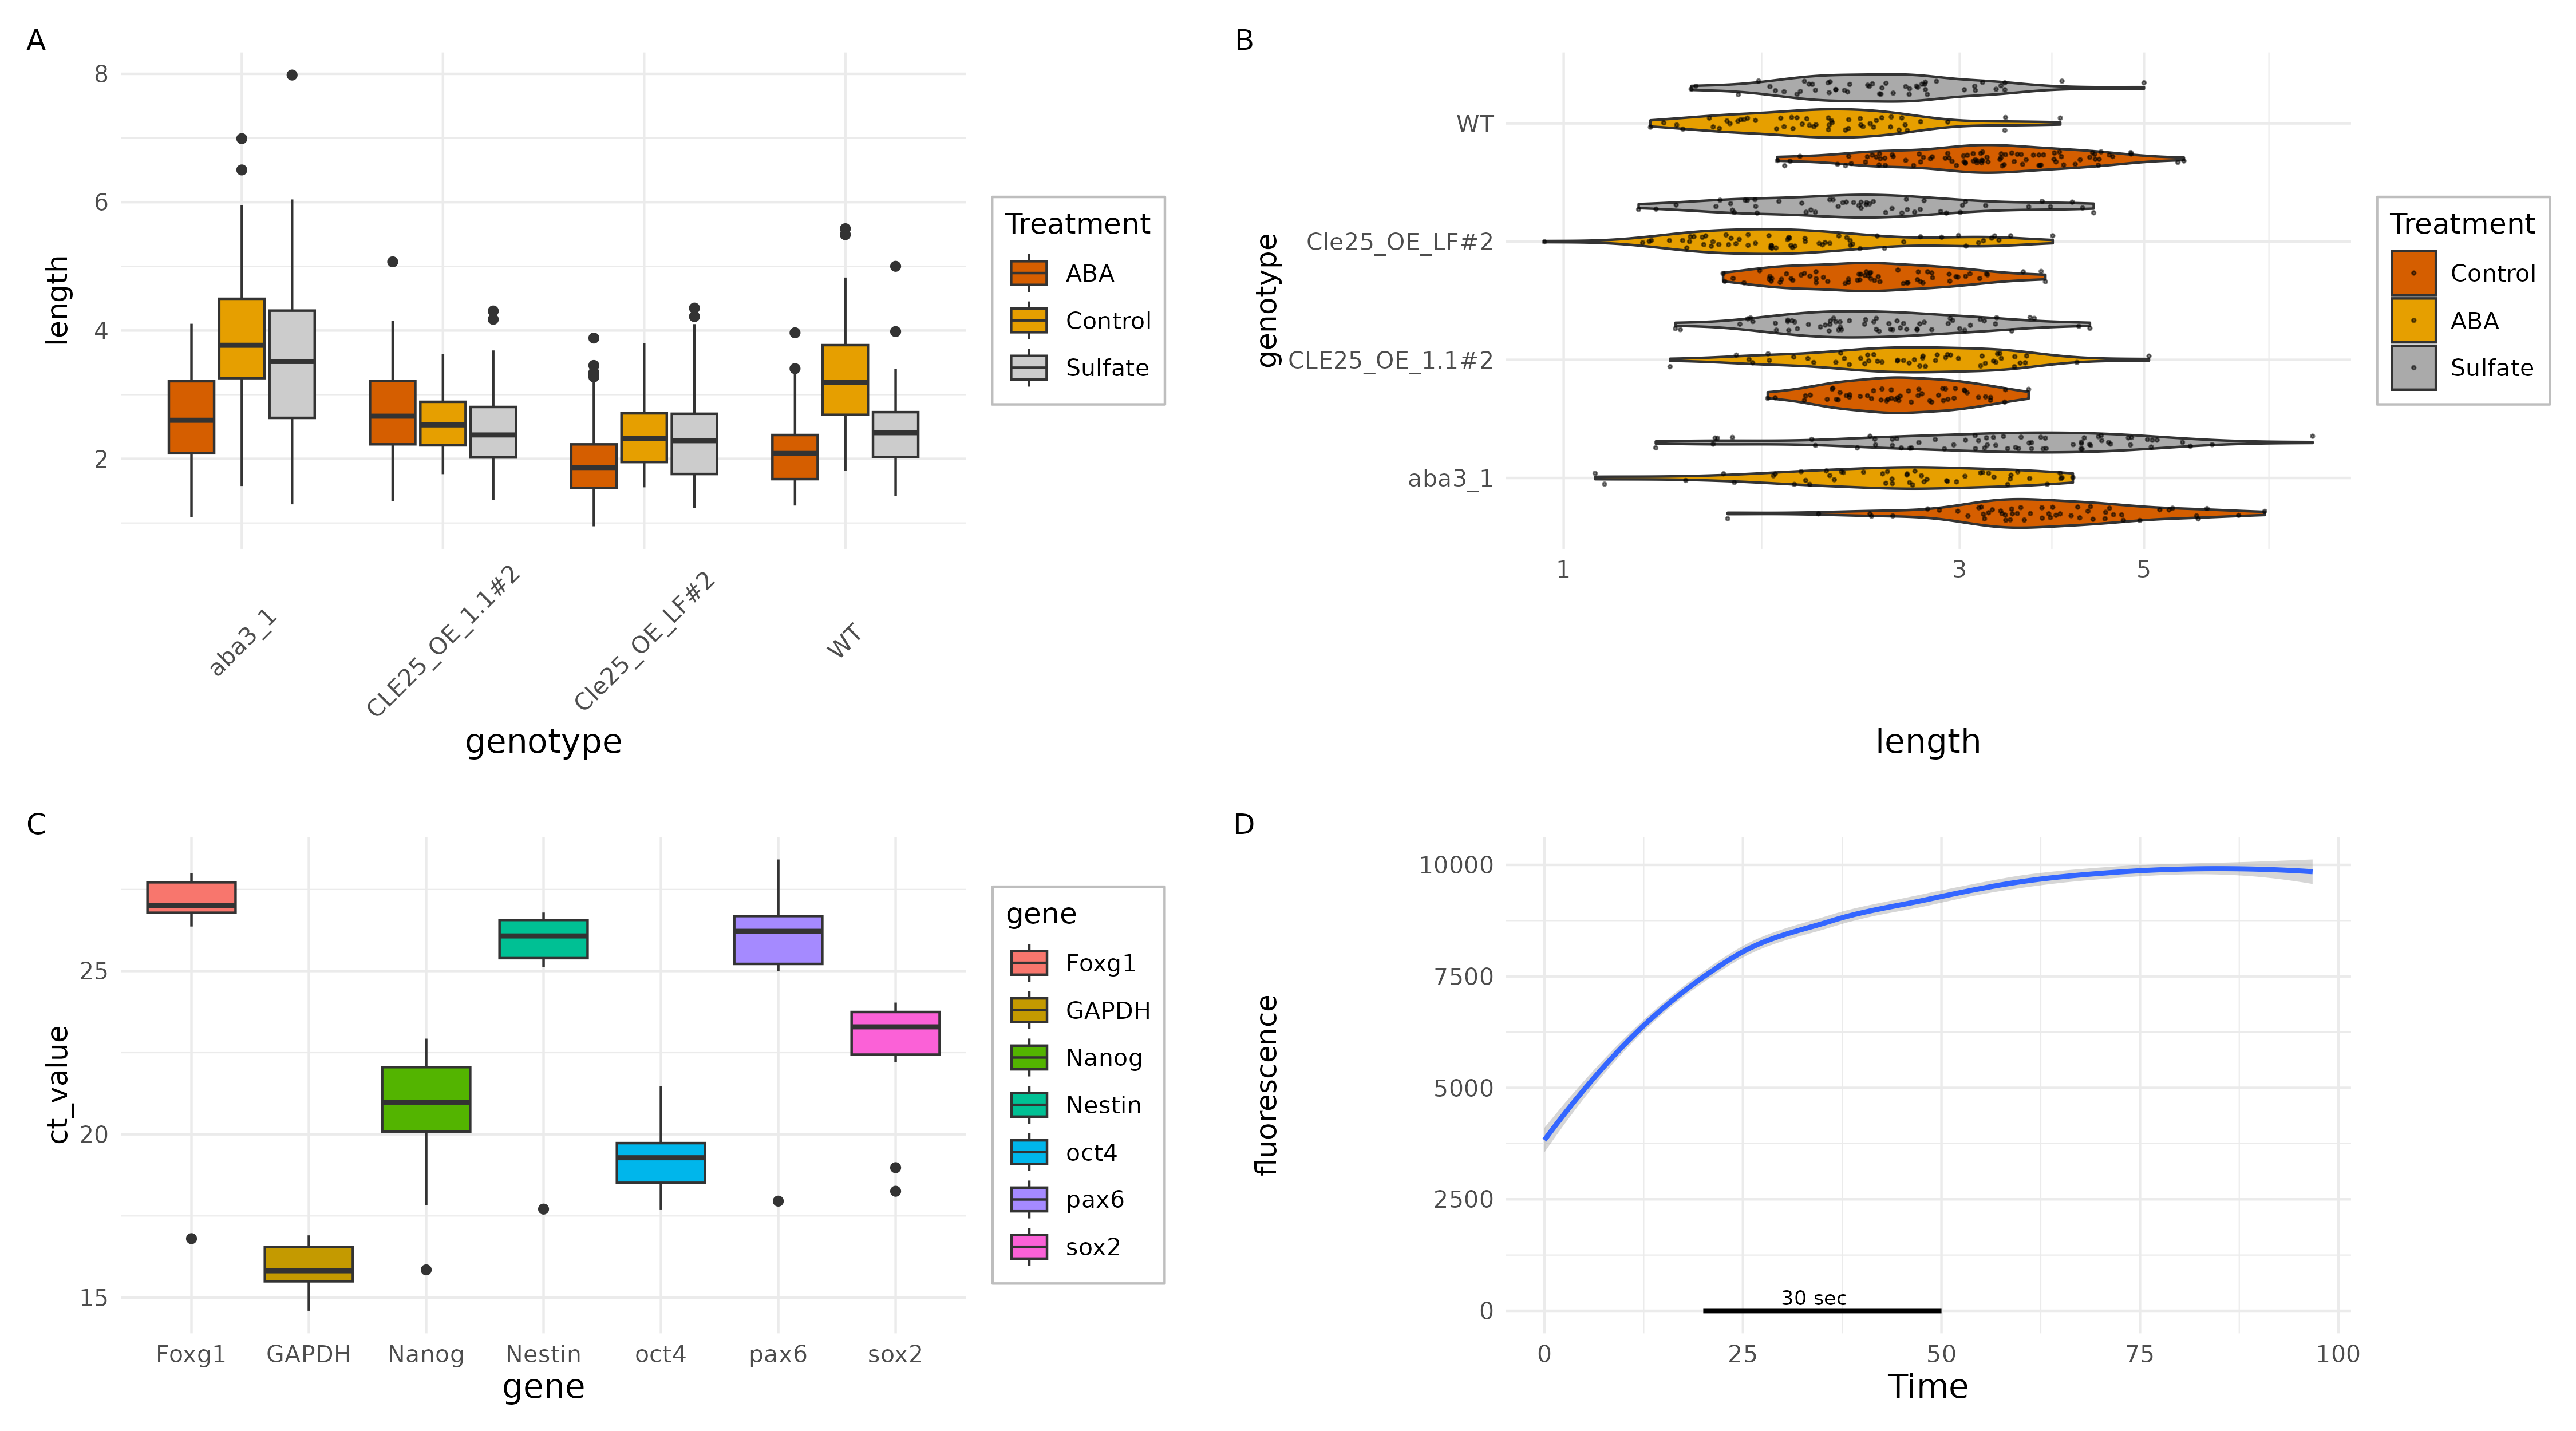 A
length
8
6
4
2
aba3_1
CLE25_OE_1.1#2
Cle25_OE_LF#2
WT
genotype
Treatment
ABA
Control
Sulfate
B
genotype
WT
Cle25_OE_LF#2
CLE25_OE_1.1#2
aba3_1
1
3
5
length
Treatment
Control
ABA
Sulfate
C
ct_value
25
20
15
Foxg1
GAPDH
Nanog
Nestin
oct4
pax6
sox2
gene
gene
Foxg1
GAPDH
Nanog
Nestin
oct4
pax6
sox2
D
fluorescence
10000
7500
5000
2500
0
30 sec
0
25
50
75
100
Time